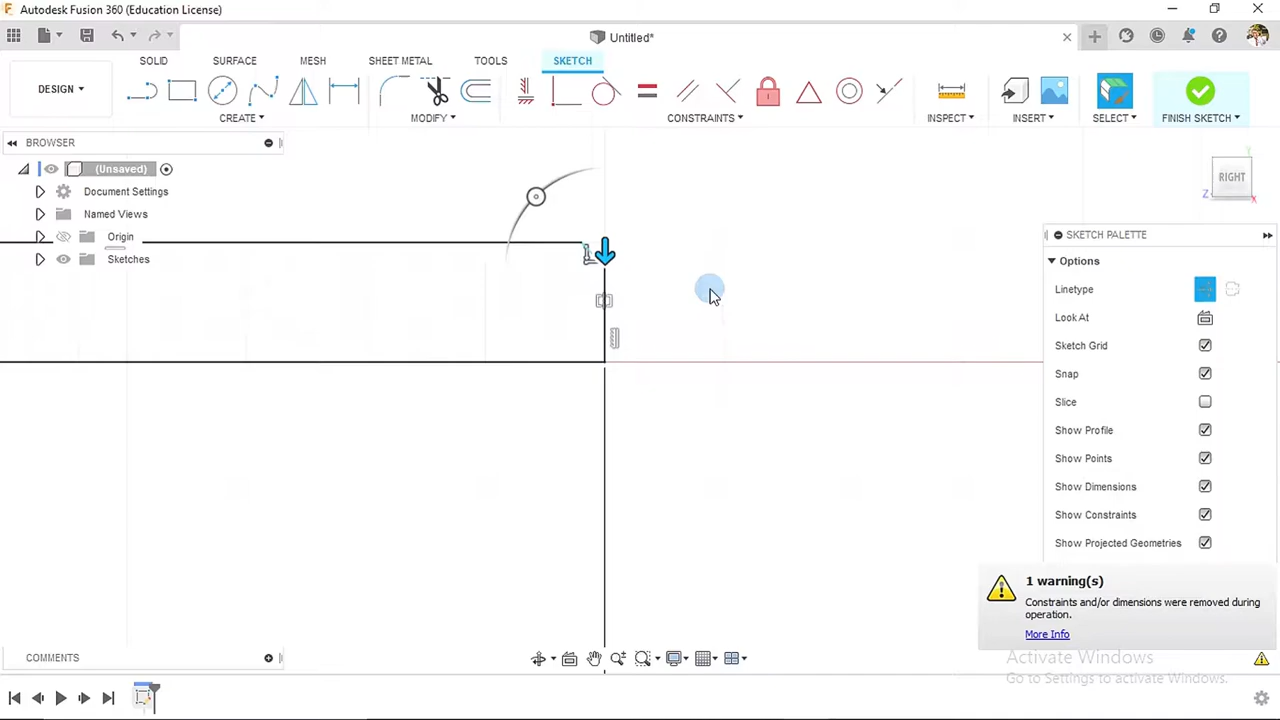 Autodesk Fusion 360 (Education License)
Untitled*
SOLID
SURFACE
MESH
SHEET METAL
TOOLS
SKETCH
DESIGN
CREATE
MODIFY
CONSTRAINTS
INSPECT
INSERT
SELECT
FINISH SKETCH
BROWSER
(Unsaved)
Document Settings
Named Views
Origin
Sketches
Y
RIGHT
Z
X
SKETCH PALETTE
Options
Linetype
Look At
Sketch Grid
Snap
Slice
Show Profile
Show Points
Show Dimensions
Show Constraints
Show Projected Geometries
1 warning(s)
Constraints and/or dimensions were removed during
operation.
More Info
Activate Windows
Go to Settings to activate Windows.
COMMENTS